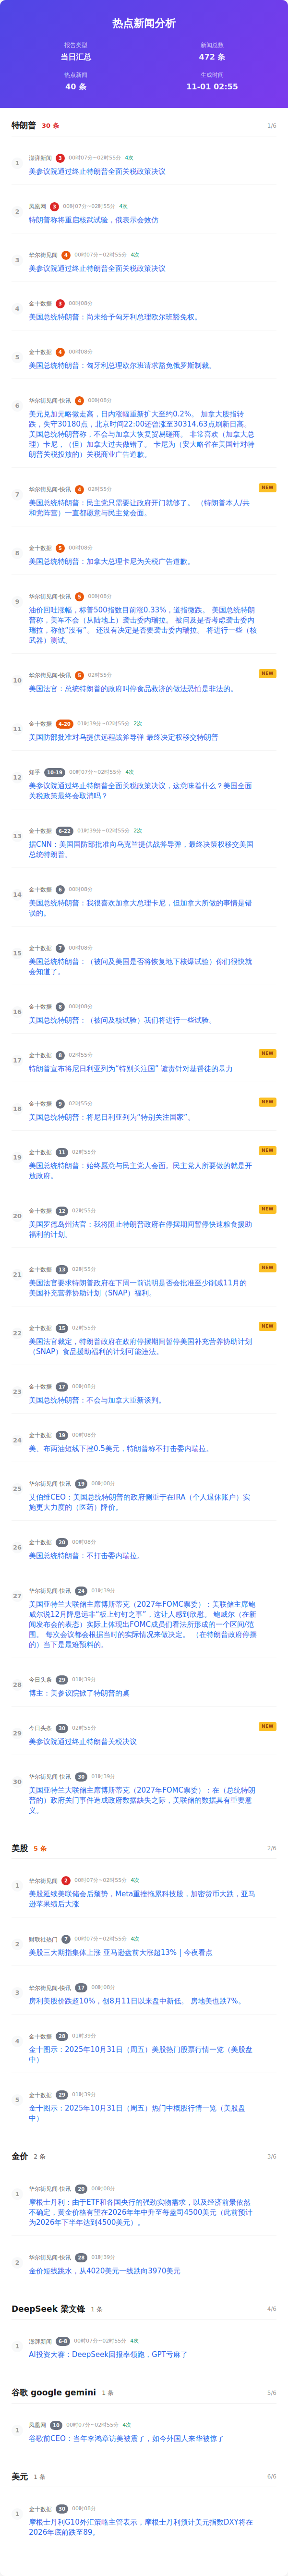 热点新闻分析
报告类型
当日汇总
新闻总数
472 条
热点新闻
40 条
生成时间
11-01 02:55
特朗普 30 条 1/6
1
澎湃新闻 3 00时07分~02时55分 4次
美参议院通过终止特朗普全面关税政策决议
2
凤凰网 3 00时07分~02时55分 4次
特朗普称将重启核武试验，俄表示会效仿
3
华尔街见闻 4 00时07分~02时55分 4次
美参议院通过终止特朗普全面关税政策决议
4
金十数据 3 00时08分
美国总统特朗普：尚未给予匈牙利总理欧尔班豁免权。
5
金十数据 4 00时08分
美国总统特朗普：匈牙利总理欧尔班请求豁免俄罗斯制裁。
6
华尔街见闻-快讯 4 00时08分
美元兑加元略微走高，日内涨幅重新扩大至约0.2%。 加拿大股指转
跌，失守30180点，北京时间22:00还曾涨至30314.63点刷新日高。
美国总统特朗普称，不会与加拿大恢复贸易磋商。 非常喜欢（加拿大总
理）卡尼，（但）加拿大过去做错了。 卡尼为（安大略省在美国针对特
朗普关税投放的）关税商业广告道歉。
7
华尔街见闻-快讯 4 02时55分
NEW
美国总统特朗普：民主党只需要让政府开门就够了。 （特朗普本人/共
和党阵营）一直都愿意与民主党会面。
8
金十数据 5 00时08分
美国总统特朗普：加拿大总理卡尼为关税广告道歉。
9
华尔街见闻-快讯 5 00时08分
油价回吐涨幅，标普500指数目前涨0.33%，道指微跌。 美国总统特朗
普称，美军不会（从陆地上）袭击委内瑞拉。 被问及是否考虑袭击委内
瑞拉，称他“没有”。 还没有决定是否要袭击委内瑞拉。 将进行一些（核
武器）测试。
10
华尔街见闻-快讯 5 02时55分
NEW
美国法官：总统特朗普的政府叫停食品救济的做法恐怕是非法的。
11
金十数据 4-20 01时39分~02时55分 2次
美国防部批准对乌提供远程战斧导弹 最终决定权移交特朗普
12
知乎 10-19 00时07分~02时55分 4次
美参议院通过终止特朗普全面关税政策决议，这意味着什么？美国全面
关税政策最终会取消吗？
13
金十数据 6-22 01时39分~02时55分 2次
据CNN：美国国防部批准向乌克兰提供战斧导弹，最终决策权移交美国
总统特朗普。
14
金十数据 6 00时08分
美国总统特朗普：我很喜欢加拿大总理卡尼，但加拿大所做的事情是错
误的。
15
金十数据 7 00时08分
美国总统特朗普：（被问及美国是否将恢复地下核爆试验）你们很快就
会知道了。
16
金十数据 8 00时08分
美国总统特朗普：（被问及核试验）我们将进行一些试验。
17
金十数据 8 02时55分
NEW
特朗普宣布将尼日利亚列为“特别关注国” 谴责针对基督徒的暴力
18
金十数据 9 02时55分
NEW
美国总统特朗普：将尼日利亚列为“特别关注国家”。
19
金十数据 11 02时55分
NEW
美国总统特朗普：始终愿意与民主党人会面。民主党人所要做的就是开
放政府。
20
金十数据 12 02时55分
NEW
美国罗德岛州法官：我将阻止特朗普政府在停摆期间暂停快速粮食援助
福利的计划。
21
金十数据 13 02时55分
NEW
美国法官要求特朗普政府在下周一前说明是否会批准至少削减11月的
美国补充营养协助计划（SNAP）福利。
22
金十数据 15 02时55分
NEW
美国法官裁定，特朗普政府在政府停摆期间暂停美国补充营养协助计划
（SNAP）食品援助福利的计划可能违法。
23
金十数据 17 00时08分
美国总统特朗普：不会与加拿大重新谈判。
24
金十数据 19 00时08分
美、布两油短线下挫0.5美元，特朗普称不打击委内瑞拉。
25
华尔街见闻-快讯 19 00时08分
艾伯维CEO：美国总统特朗普的政府侧重于在IRA（个人退休账户）实
施更大力度的（医药）降价。
26
金十数据 20 00时08分
美国总统特朗普：不打击委内瑞拉。
27
华尔街见闻-快讯 24 01时39分
美国亚特兰大联储主席博斯蒂克（2027年FOMC票委）：美联储主席鲍
威尔说12月降息远非“板上钉钉之事”，这让人感到欣慰。 鲍威尔（在新
闻发布会的表态）实际上体现出FOMC成员们看法所形成的一个区间/范
围。 每次会议都会根据当时的实际情况来做决定。 （在特朗普政府停摆
的）当下是最难预料的。
28
今日头条 29 01时39分
博主：美参议院掀了特朗普的桌
29
今日头条 30 02时55分
NEW
美参议院通过终止特朗普关税决议
30
华尔街见闻-快讯 30 01时39分
美国亚特兰大联储主席博斯蒂克（2027年FOMC票委）：在（总统特朗
普的）政府关门事件造成政府数据缺失之际，美联储的数据具有重要意
义。
美股 5 条 2/6
1
华尔街见闻 2 00时07分~02时55分 4次
美股延续美联储会后颓势，Meta重挫拖累科技股，加密货币大跌，亚马
逊苹果绩后大涨
2
财联社热门 7 00时07分~02时55分 4次
美股三大期指集体上涨 亚马逊盘前大涨超13% | 今夜看点
3
华尔街见闻-快讯 17 00时08分
房利美股价跌超10%，创8月11日以来盘中新低。 房地美也跌7%。
4
金十数据 28 01时39分
金十图示：2025年10月31日（周五）美股热门股票行情一览（美股盘
中）
5
金十数据 29 01时39分
金十图示：2025年10月31日（周五）热门中概股行情一览（美股盘
中）
金价 2 条 3/6
1
华尔街见闻-快讯 20 00时08分
摩根士丹利：由于ETF和各国央行的强劲实物需求，以及经济前景依然
不确定，黄金价格有望在2026年年中升至每盎司4500美元（此前预计
为2026年下半年达到4500美元）。
2
华尔街见闻-快讯 28 01时39分
金价短线跳水，从4020美元一线跌向3970美元
DeepSeek 梁文锋 1 条 4/6
1
澎湃新闻 6-8 00时07分~02时55分 4次
AI投资大赛：DeepSeek回报率领跑，GPT亏麻了
谷歌 google gemini 1 条 5/6
1
凤凰网 10 00时07分~02时55分 4次
谷歌前CEO：当年李鸿章访美被震了，如今外国人来华被惊了
美元 1 条 6/6
1
金十数据 30 00时08分
摩根士丹利G10外汇策略主管表示，摩根士丹利预计美元指数DXY将在
2026年底前跌至89。